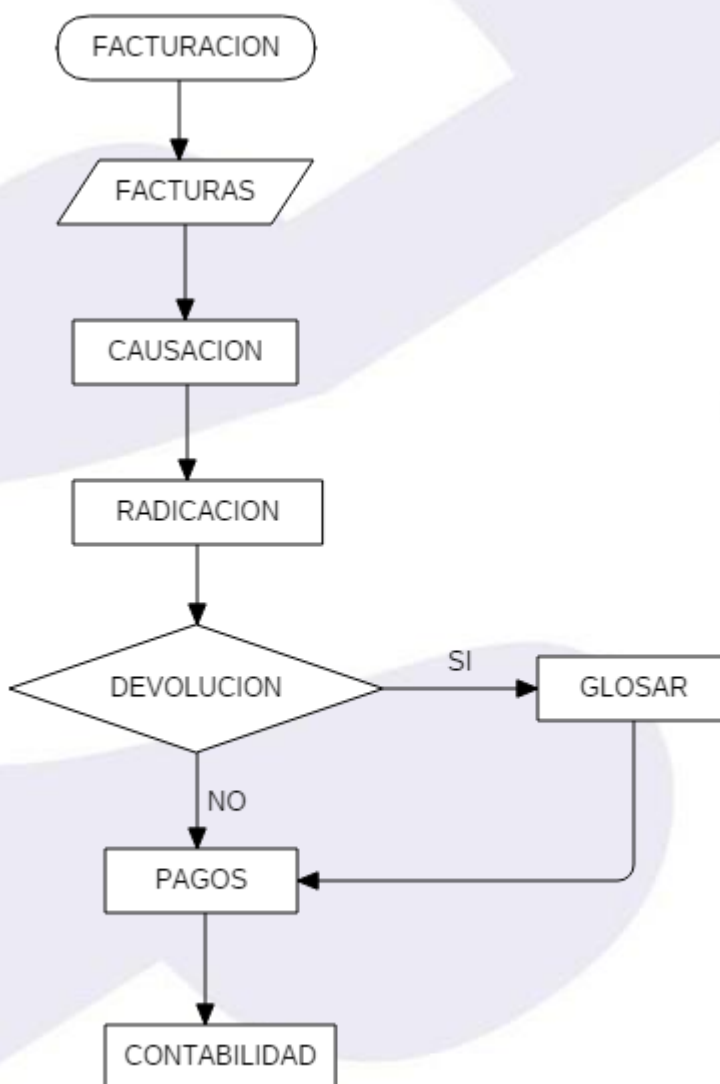 FACTURACION
FACTURAS
CAUSACION
RADICACION
DEVOLUCION
SI
GLOSAR
NO
PAGOS
CONTABILIDAD